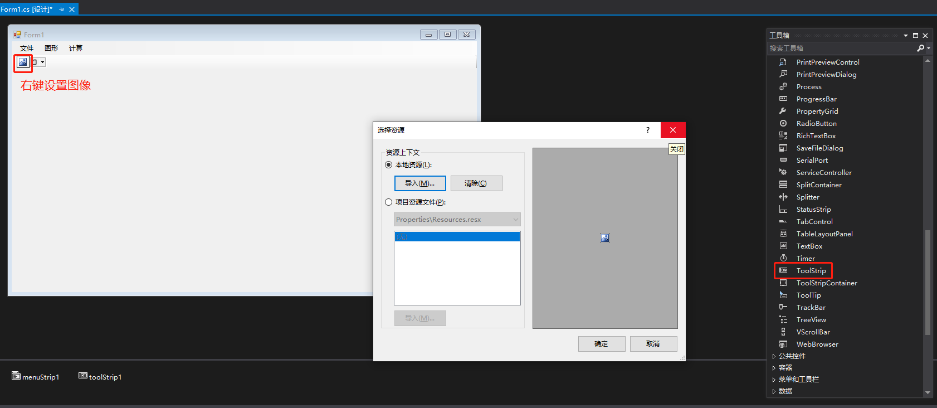 Form1.cs [设计]*
Form1
文件 图形 计算
右键设置图像
选择资源
?
关闭
资源上下文
本地资源(L):
导入(M)... 清除(C)
项目资源文件(P):
Properties\Resources.resx
导入(M)...
确定 取消
工具箱
搜索工具箱
PrintPreviewControl
PrintPreviewDialog
Process
ProgressBar
PropertyGrid
RadioButton
RichTextBox
SaveFileDialog
SerialPort
ServiceController
SplitContainer
Splitter
StatusStrip
TabControl
TableLayoutPanel
TextBox
Timer
ToolStrip
ToolStripContainer
ToolTip
TrackBar
TreeView
VScrollBar
WebBrowser
公共控件
容器
菜单和工具栏
数据
menuStrip1 toolStrip1